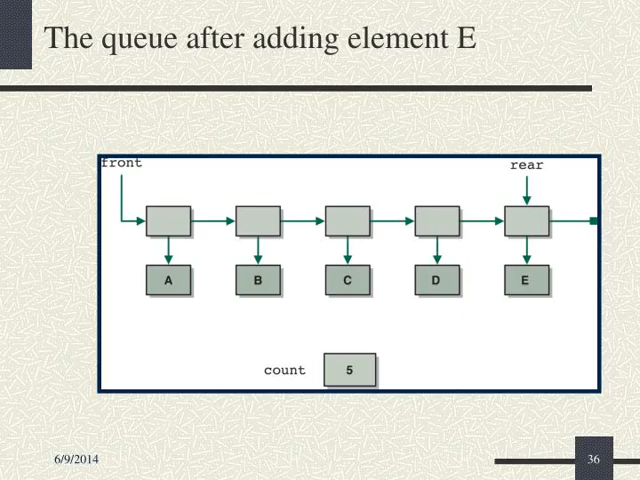 The queue after adding element E
front
rear
A B C D E
count 5
6/9/2014
36